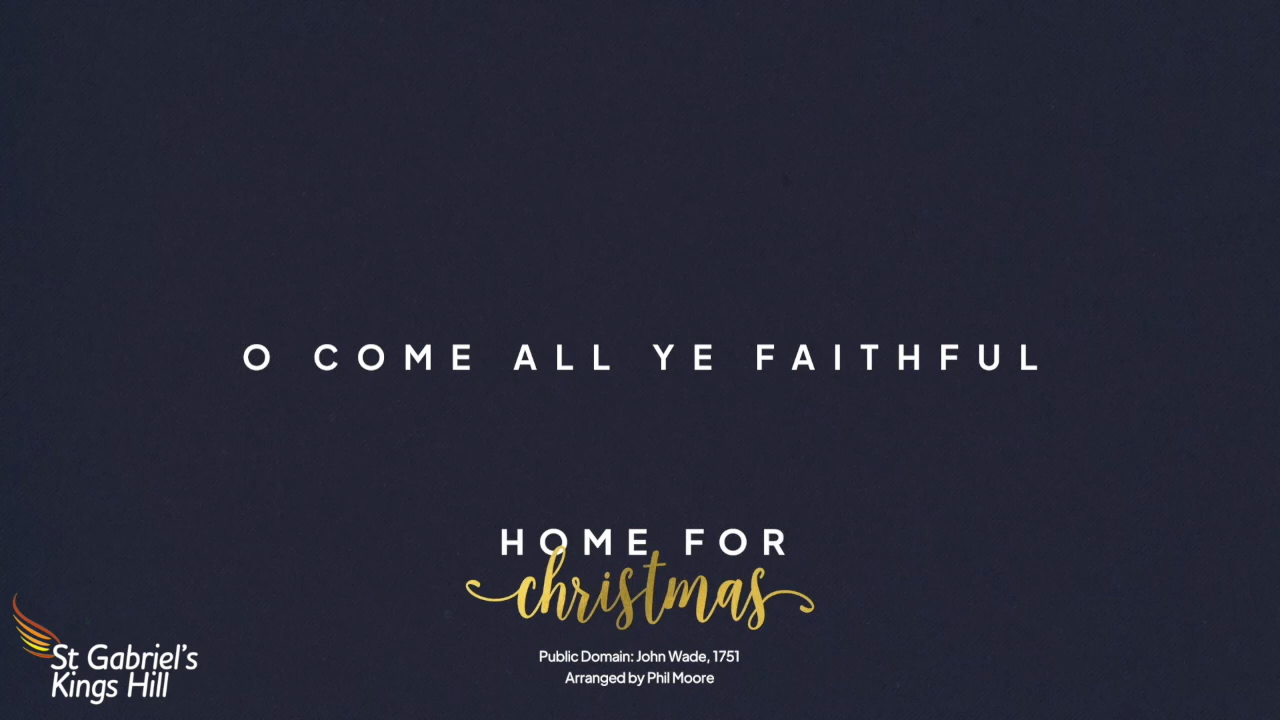 O COME ALL YE FAITHFUL
HOME FOR
christmas
Public Domain: John Wade, 1751
Arranged by Phil Moore
St Gabriel's
Kings Hill